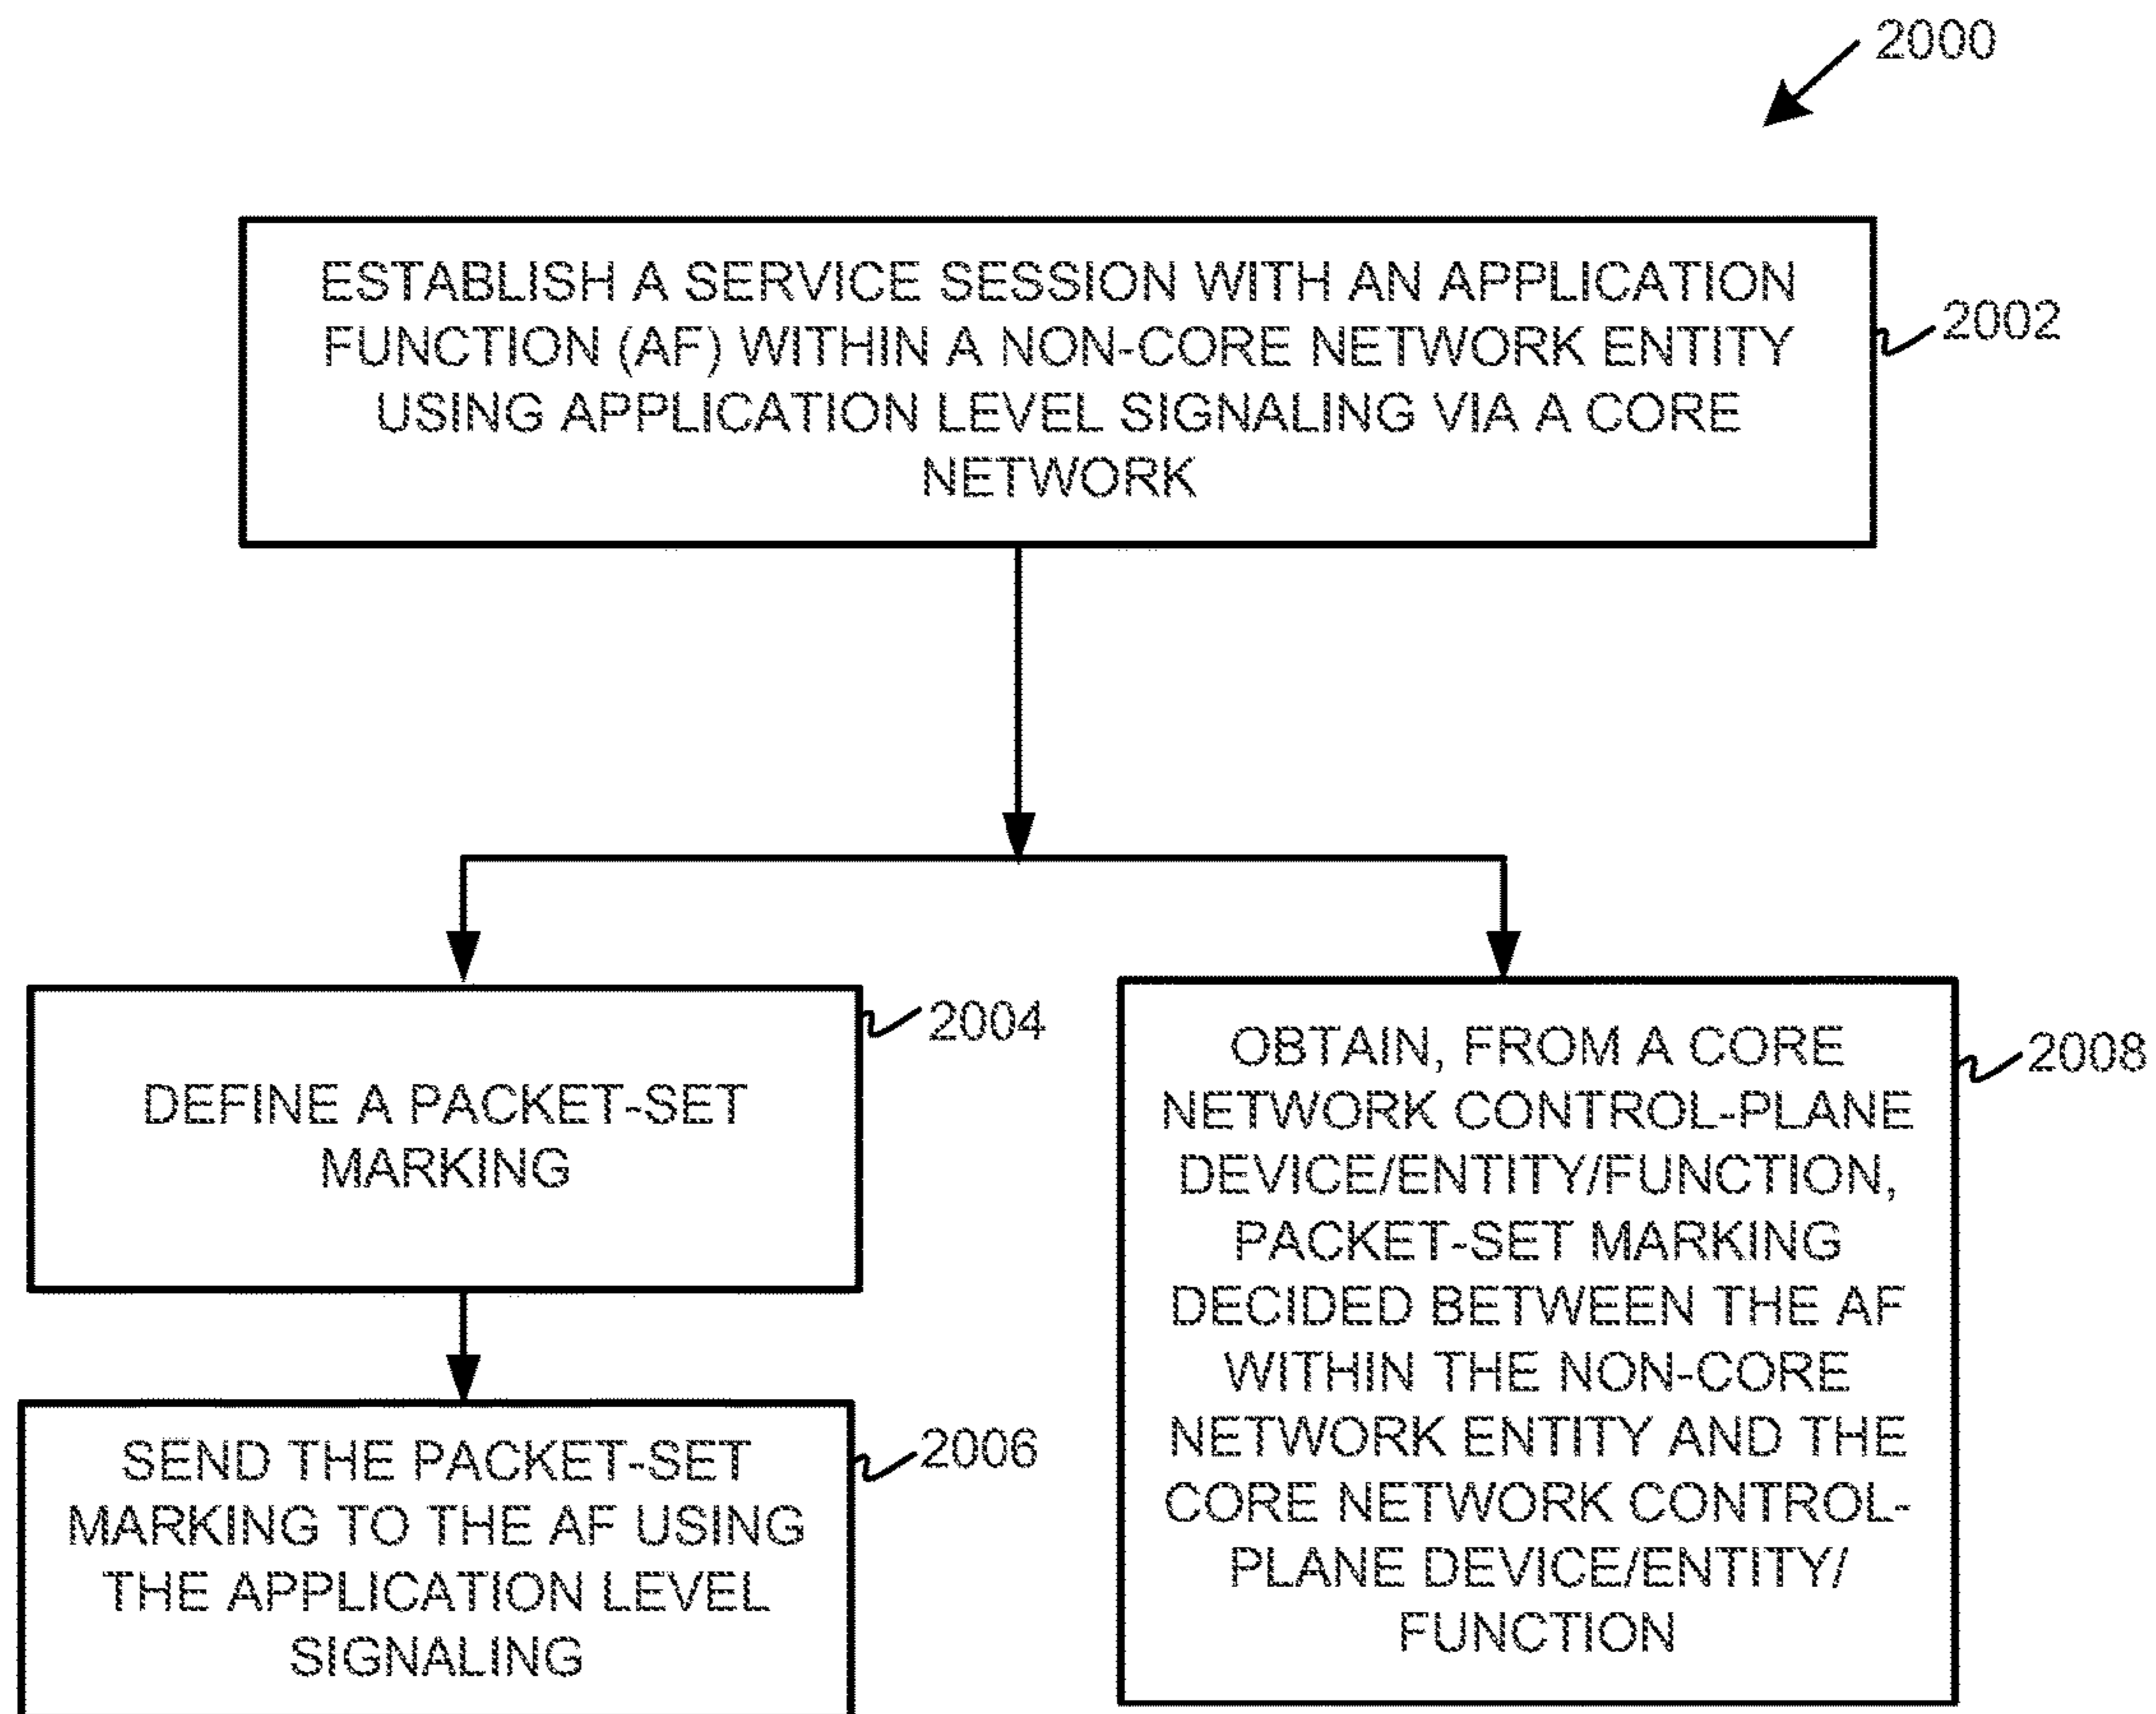 2000
ESTABLISH A SERVICE SESSION WITH AN APPLICATION
FUNCTION (AF) WITHIN A NON-CORE NETWORK ENTITY
USING APPLICATION LEVEL SIGNALING VIA A CORE
NETWORK
2002
DEFINE A PACKET-SET
MARKING
2004
SEND THE PACKET-SET
MARKING TO THE AF USING
THE APPLICATION LEVEL
SIGNALING
2006
OBTAIN, FROM A CORE
NETWORK CONTROL-PLANE
DEVICE/ENTITY/FUNCTION,
PACKET-SET MARKING
DECIDED BETWEEN THE AF
WITHIN THE NON-CORE
NETWORK ENTITY AND THE
CORE NETWORK CONTROL-
PLANE DEVICE/ENTITY/
FUNCTION
2008